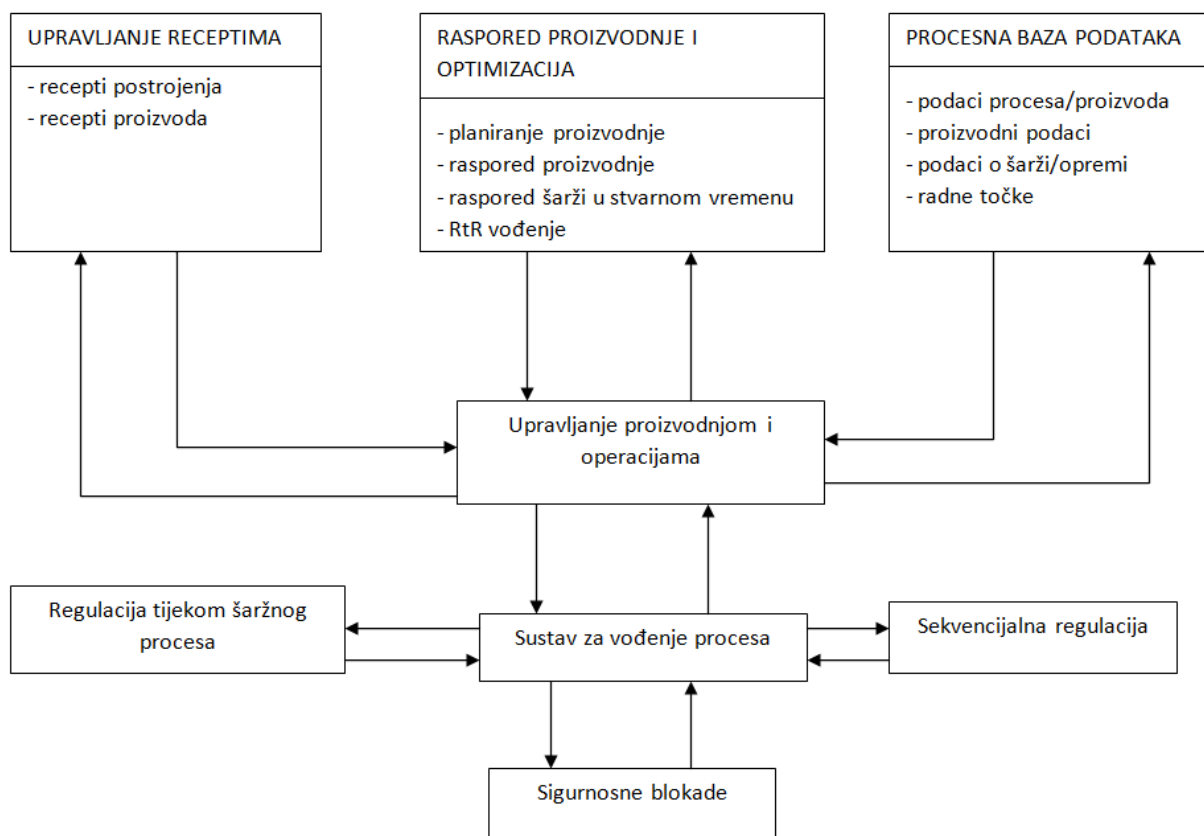 UPRAVLJANJE RECEPTIMA
- recepti postrojenja
- recepti proizvoda
RASPORED PROIZVODNJE I
OPTIMIZACIJA
- planiranje proizvodnje
- raspored proizvodnje
- raspored šarži u stvarnom vremenu
- RtR vođenje
PROCESNA BAZA PODATAKA
- podaci procesa/proizvoda
- proizvodni podaci
- podaci o šarži/opremi
- radne točke
Upravljanje proizvodnjom i
operacijama
Regulacija tijekom šaržnog
procesa
Sustav za vođenje procesa
Sekvencijalna regulacija
Sigurnosne blokade